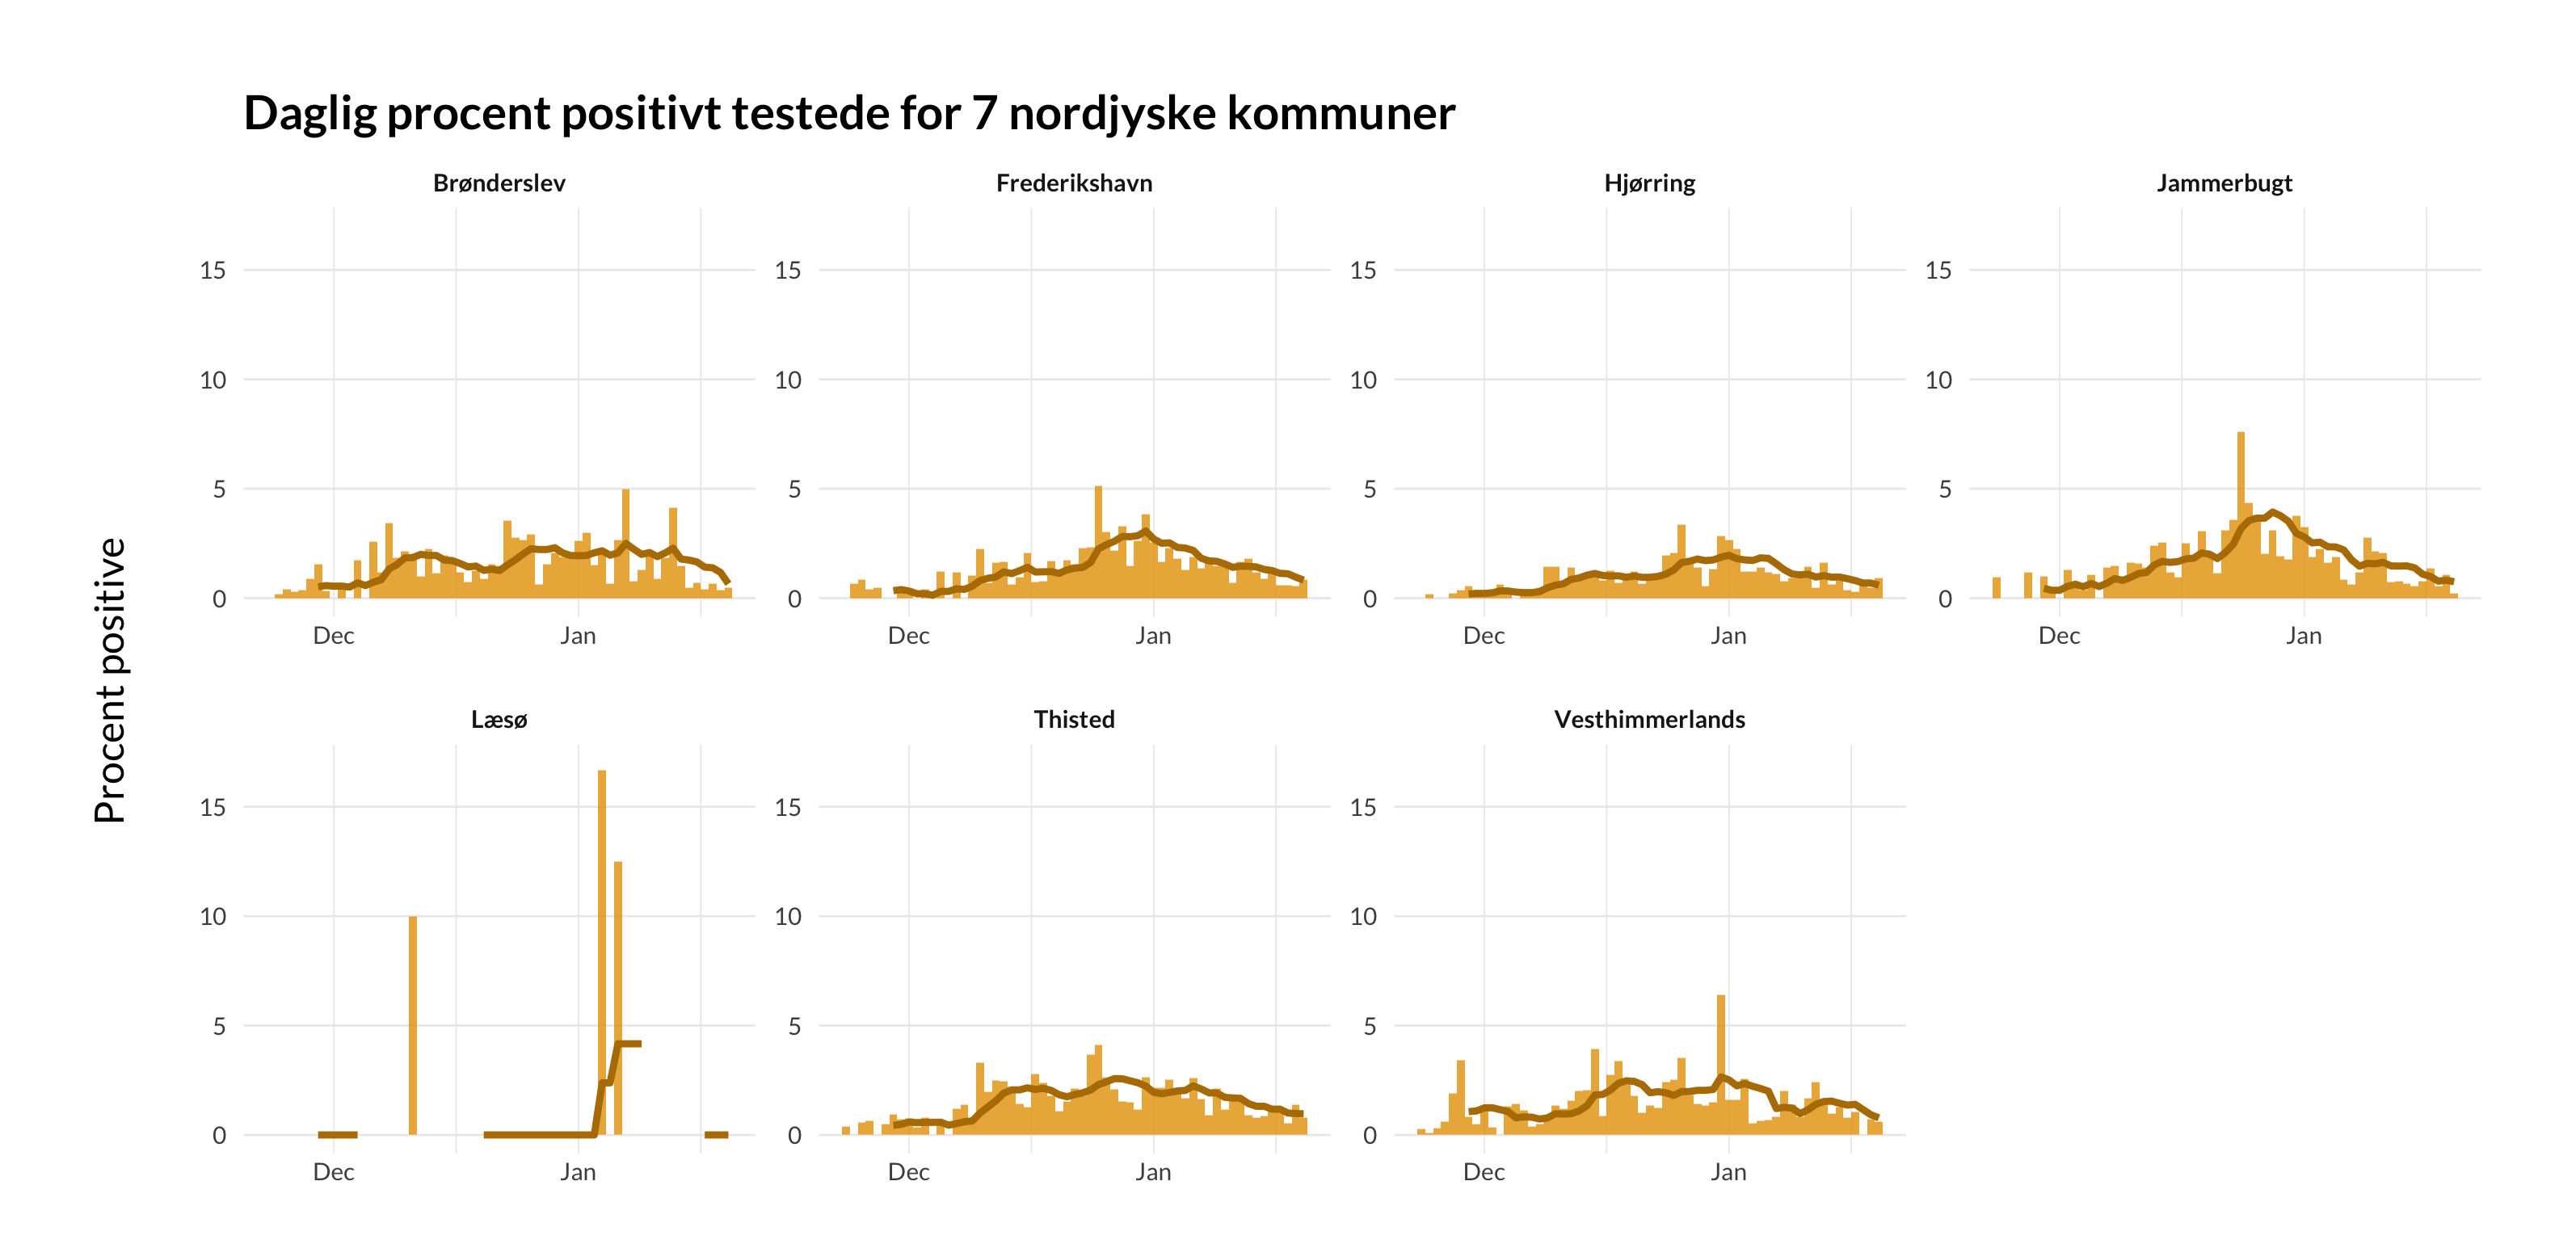 Daglig procent positivt testede for 7 nordjyske kommuner
Procent positive
Brønderslev
15
10
5
0
Dec Jan
Frederikshavn
15
10
5
0
Dec Jan
Hjørring
15
10
5
0
Dec Jan
Jammerbugt
15
10
5
0
Dec Jan
Læsø
15
10
5
0
Dec Jan
Thisted
15
10
5
0
Dec Jan
Vesthimmerlands
15
10
5
0
Dec Jan